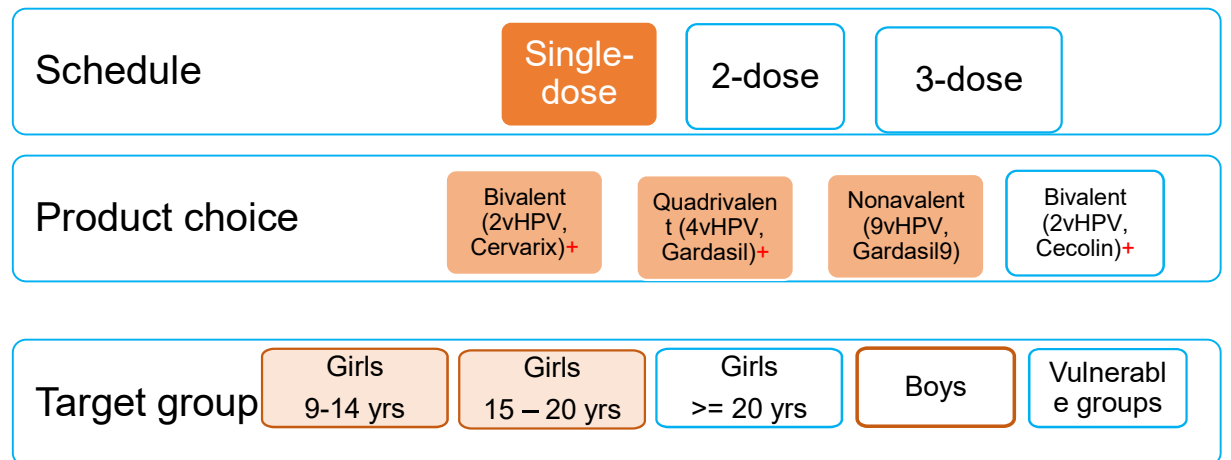 Schedule
Single-
dose
2-dose
3-dose
Product choice
Bivalent
(2vHPV,
Cervarix)+
Quadrivalen
t (4vHPV,
Gardasil)+
Nonavalent
(9vHPV,
Gardasil9)
Bivalent
(2vHPV,
Cecolin)+
Target group
Girls
9-14 yrs
Girls
15 – 20 yrs
Girls
>= 20 yrs
Boys
Vulnerabl
e groups